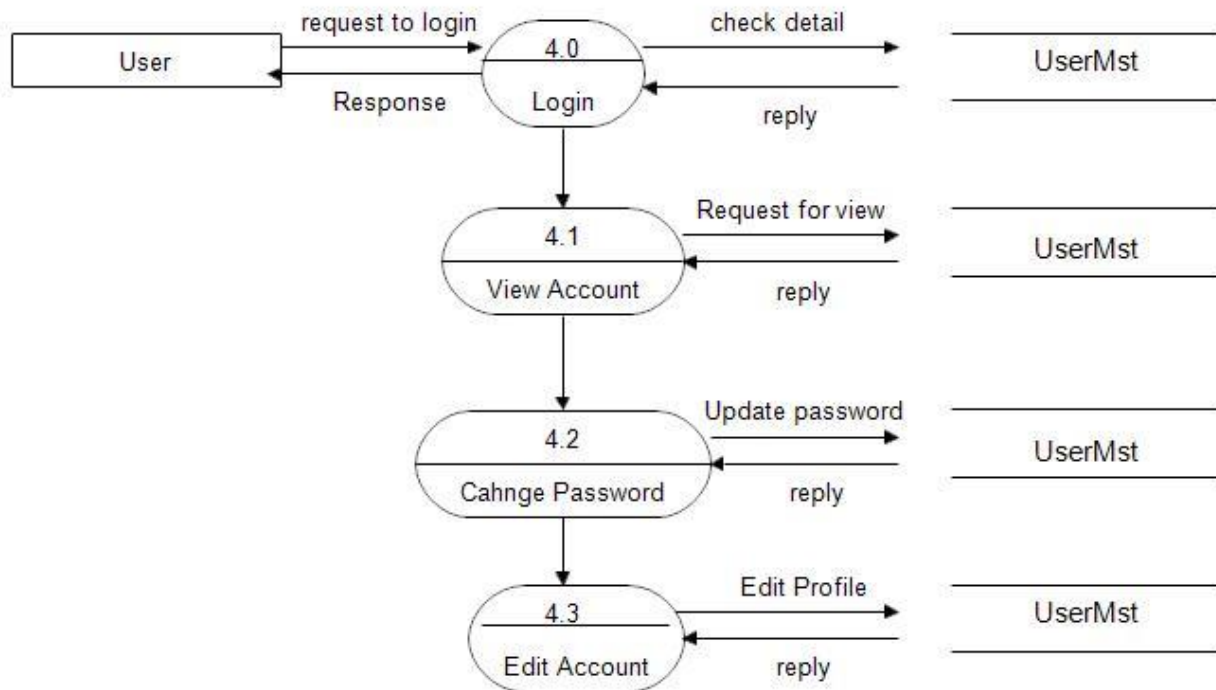 request to login
check detail
User
4.0
UserMst
Response
Login
reply
Request for view
4.1
UserMst
View Account
reply
Update password
4.2
UserMst
Cahnge Password
reply
Edit Profile
4.3
UserMst
Edit Account
reply